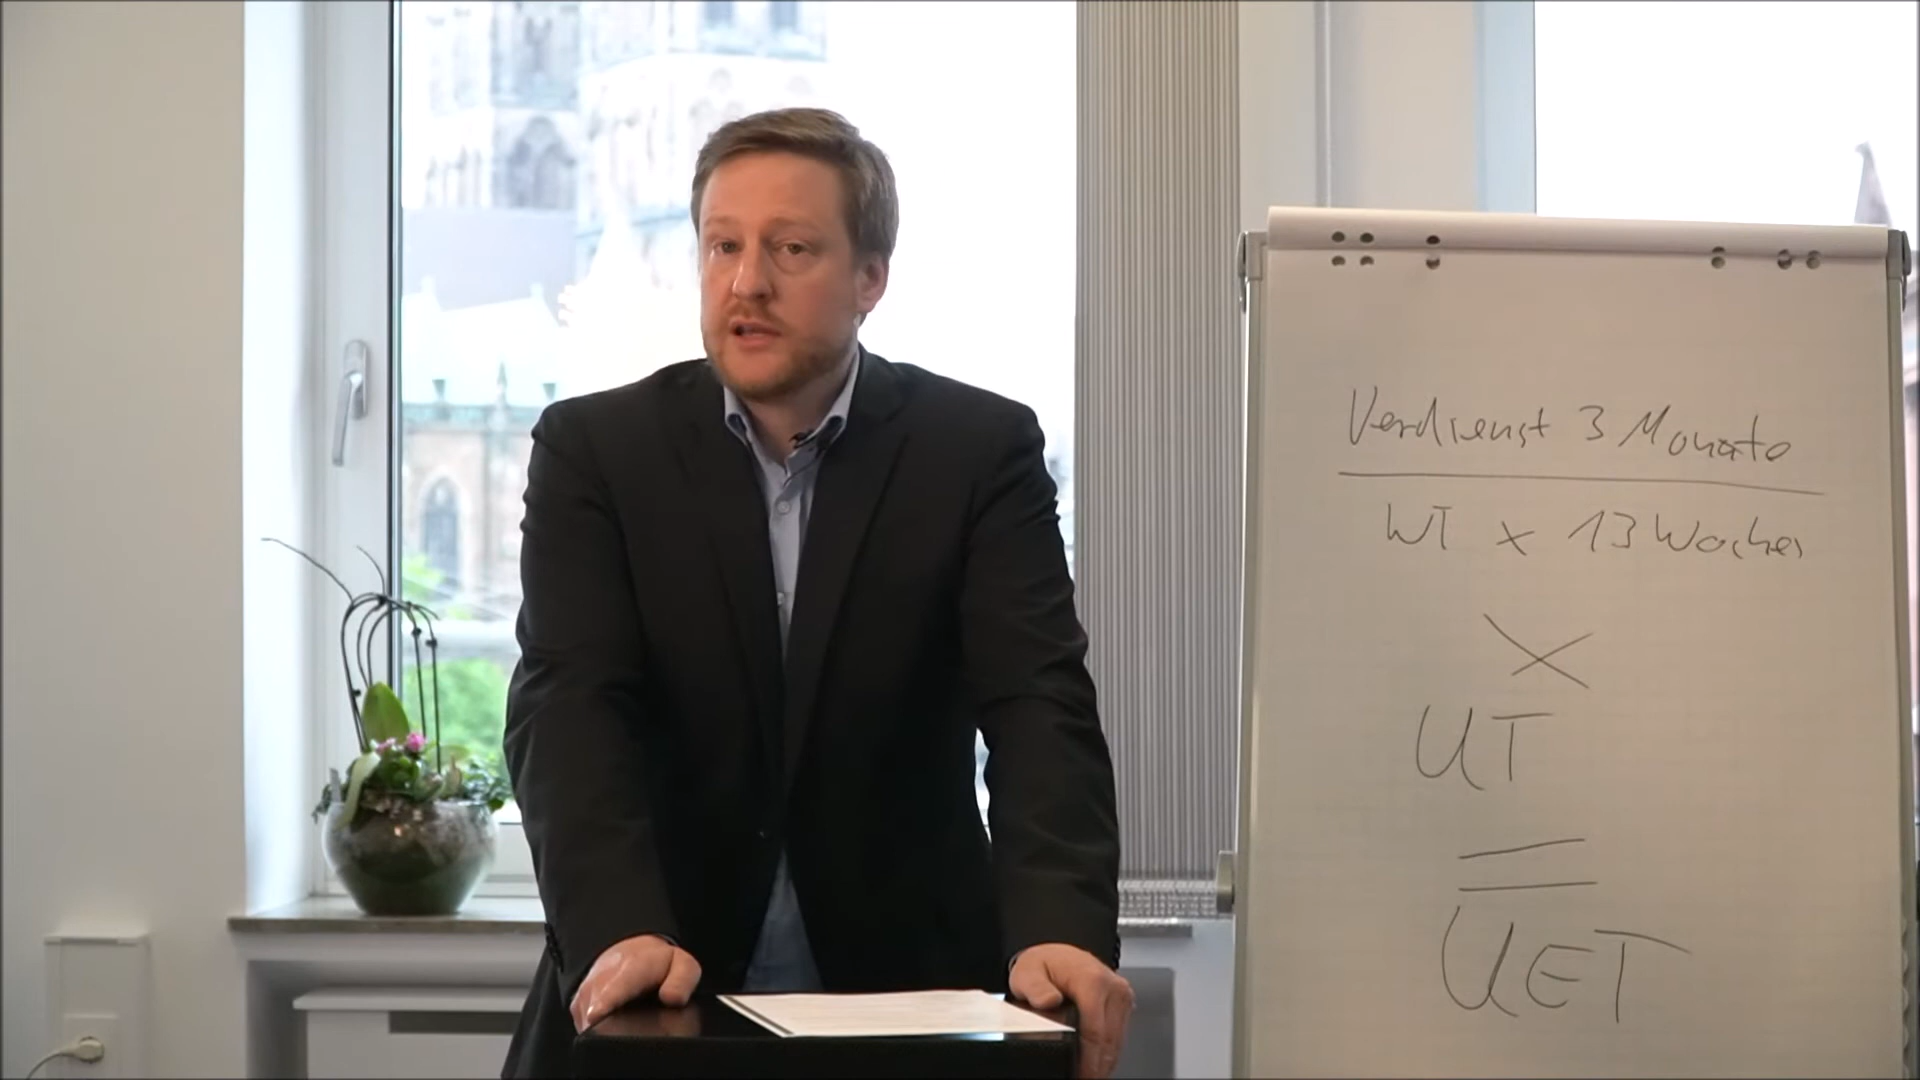 Verdienst 3 Monate
WT x 13 Wochen
X
UT
=
UET